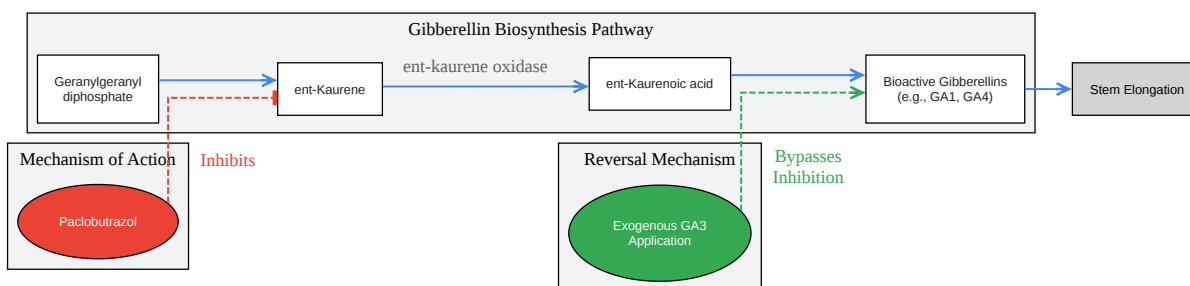 Gibberellin Biosynthesis Pathway
Geranylgeranyl
diphosphate
ent-Kaurene
ent-kaurene oxidase
ent-Kaurenoic acid
Bioactive Gibberellins
(e.g., GA1, GA4)
Stem Elongation
Mechanism of Action
Inhibits
Paclobutrazol
Reversal Mechanism
Bypasses
Inhibition
Exogenous GA3
Application